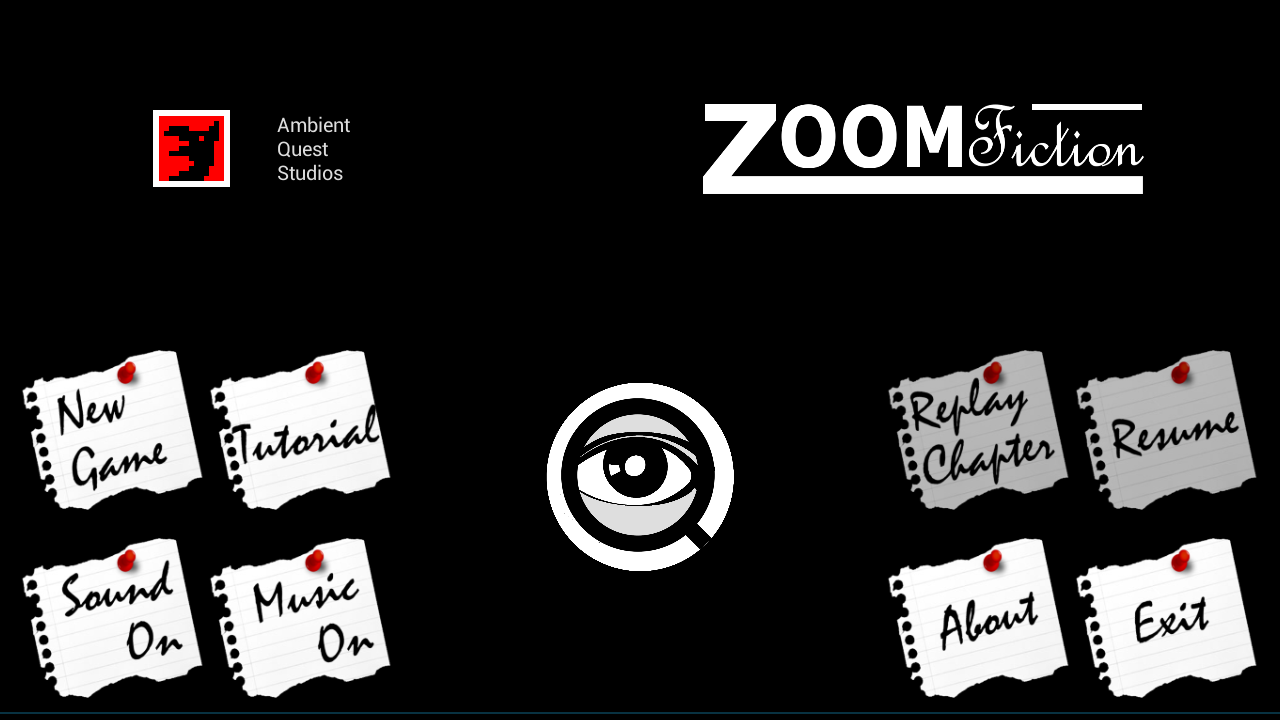 Ambient
Quest
Studios
ZOOM Fiction
New
Game
Tutorial
Replay
Chapter
Resume
Sound
On
Music
On
About
Exit